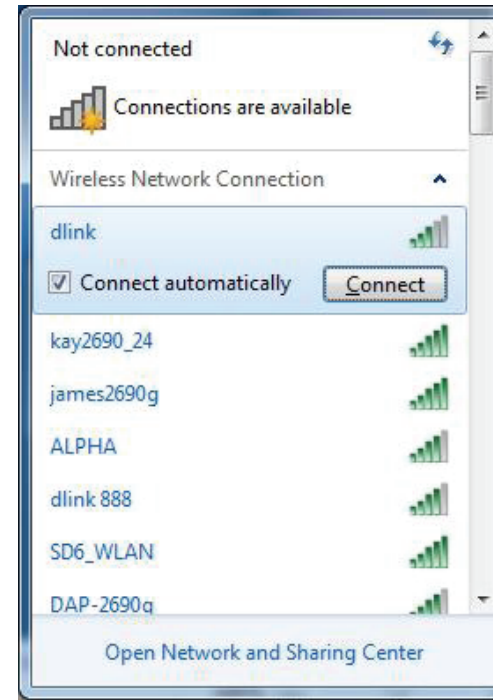 Not connected
Connections are available
Wireless Network Connection
dlink
Connect automatically Connect
kay2690_24
james2690g
ALPHA
dlink 888
SD6_WLAN
DAP-2690g
Open Network and Sharing Center